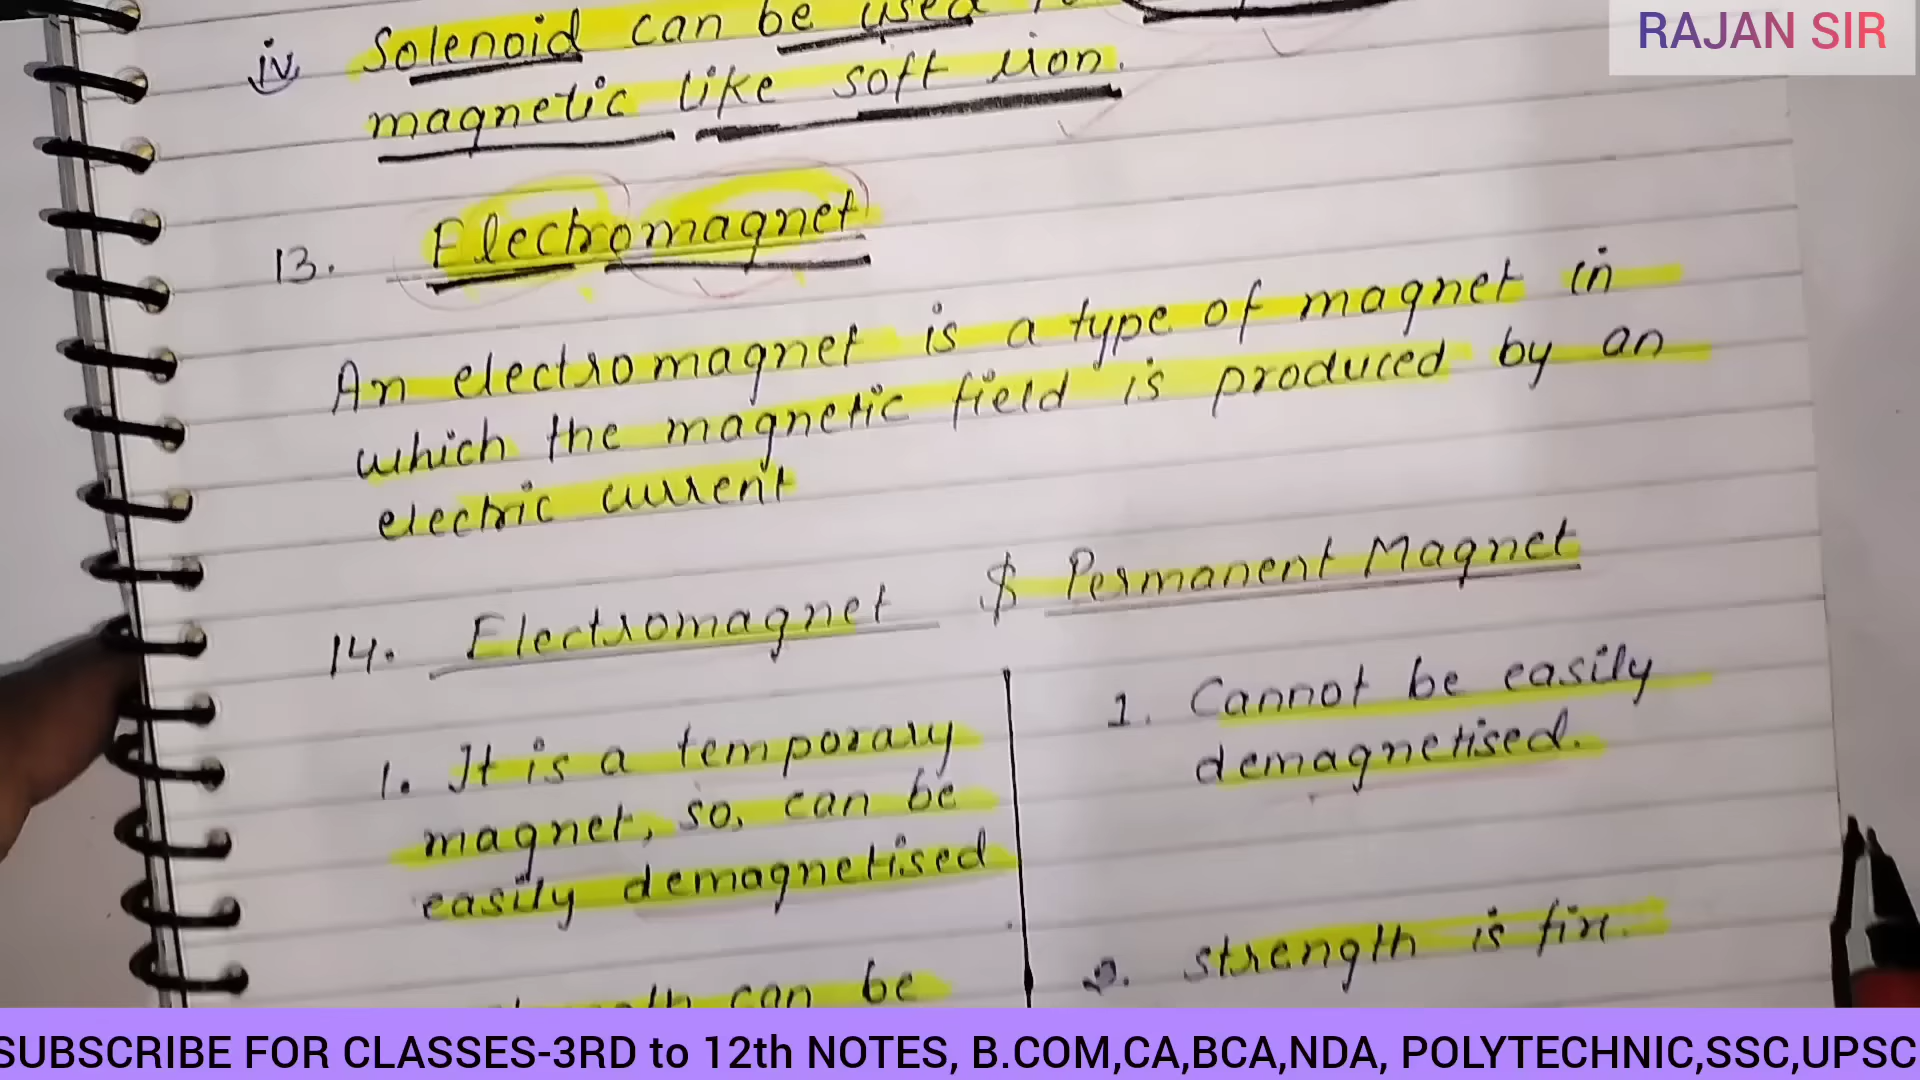 RAJAN SIR
iv Solenoid can be used
magnetic like soft iron.
13. Electromagnet
An electromagnet is a type of magnet in
which the magnetic field is produced by an
electric current
14. Electromagnet $ Permanent Magnet
1. It is a temporary
magnet, so, can be
easily demagnetised
can be
1. Cannot be easily
demagnetised.
2. strength is fix.
SUBSCRIBE FOR CLASSES-3RD to 12th NOTES, B.COM,CA,BCA,NDA, POLYTECHNIC,SSC,UPSC